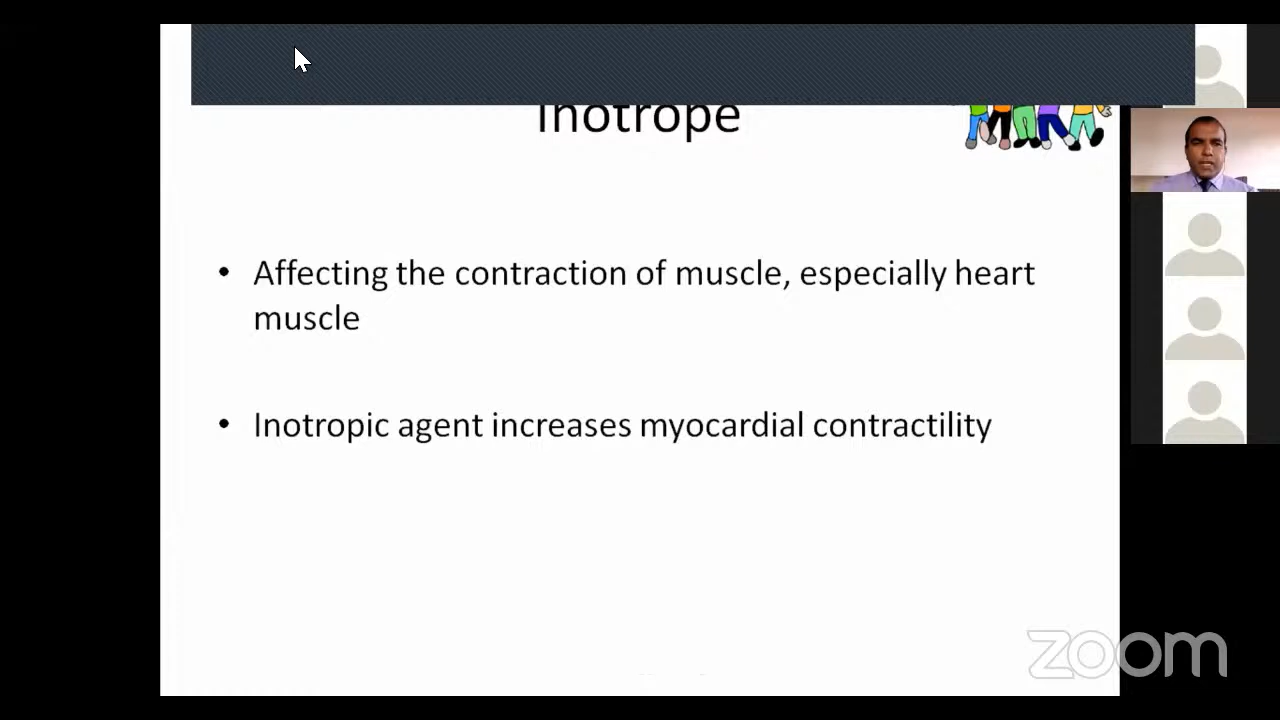 Inotrope
• Affecting the contraction of muscle, especially heart
muscle
• Inotropic agent increases myocardial contractility
zoom